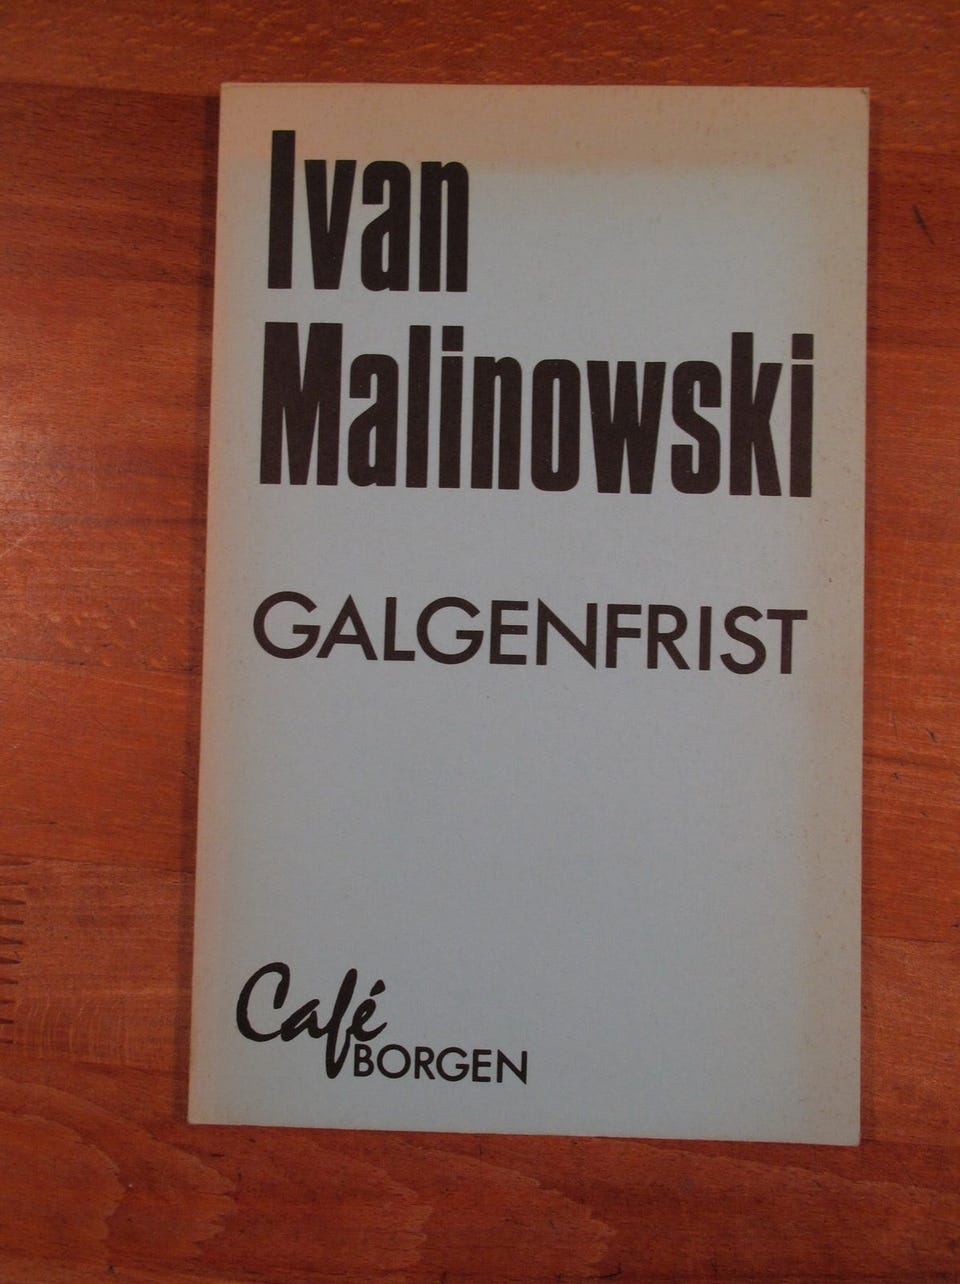 Ivan
Malinowski
GALGENFRIST
Café
BORGEN